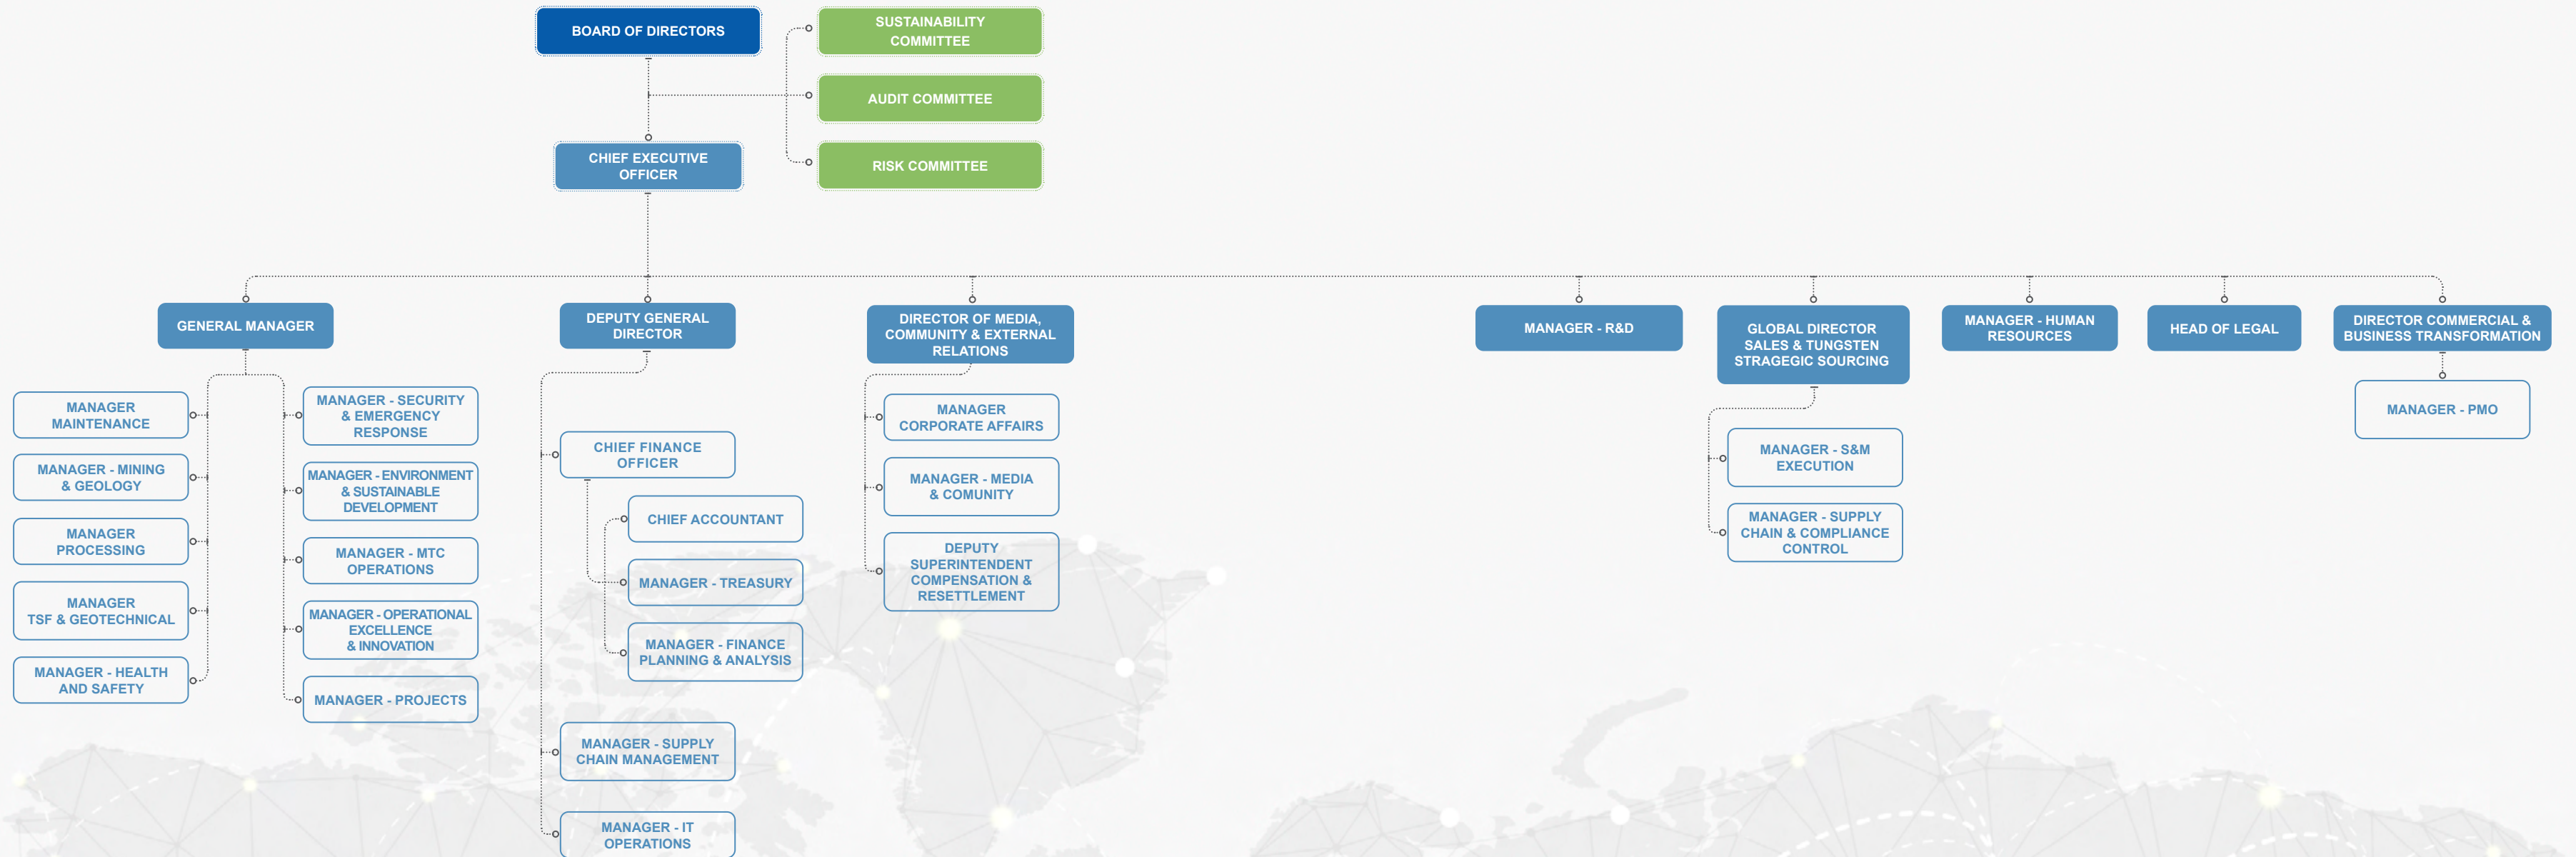 BOARD OF DIRECTORS
SUSTAINABILITY
COMMITTEE
AUDIT COMMITTEE
CHIEF EXECUTIVE
OFFICER
RISK COMMITTEE
GENERAL MANAGER
DEPUTY GENERAL
DIRECTOR
DIRECTOR OF MEDIA,
COMMUNITY & EXTERNAL
RELATIONS
MANAGER - R&D
GLOBAL DIRECTOR
SALES & TUNGSTEN
STRAGEGIC SOURCING
MANAGER - HUMAN
RESOURCES
HEAD OF LEGAL
DIRECTOR COMMERCIAL &
BUSINESS TRANSFORMATION
MANAGER
MAINTENANCE
MANAGER - MINING
& GEOLOGY
MANAGER
PROCESSING
MANAGER
TSF & GEOTECHNICAL
MANAGER - HEALTH
AND SAFETY
MANAGER - SECURITY
& EMERGENCY
RESPONSE
MANAGER - ENVIRONMENT
& SUSTAINABLE
DEVELOPMENT
MANAGER - MTC
OPERATIONS
MANAGER - OPERATIONAL
EXCELLENCE
& INNOVATION
MANAGER - PROJECTS
CHIEF FINANCE
OFFICER
CHIEF ACCOUNTANT
MANAGER - TREASURY
MANAGER - FINANCE
PLANNING & ANALYSIS
MANAGER - SUPPLY
CHAIN MANAGEMENT
MANAGER - IT
OPERATIONS
MANAGER
CORPORATE AFFAIRS
MANAGER - MEDIA
& COMUNITY
DEPUTY
SUPERINTENDENT
COMPENSATION &
RESETTLEMENT
MANAGER - S&M
EXECUTION
MANAGER - SUPPLY
CHAIN & COMPLIANCE
CONTROL
MANAGER - PMO